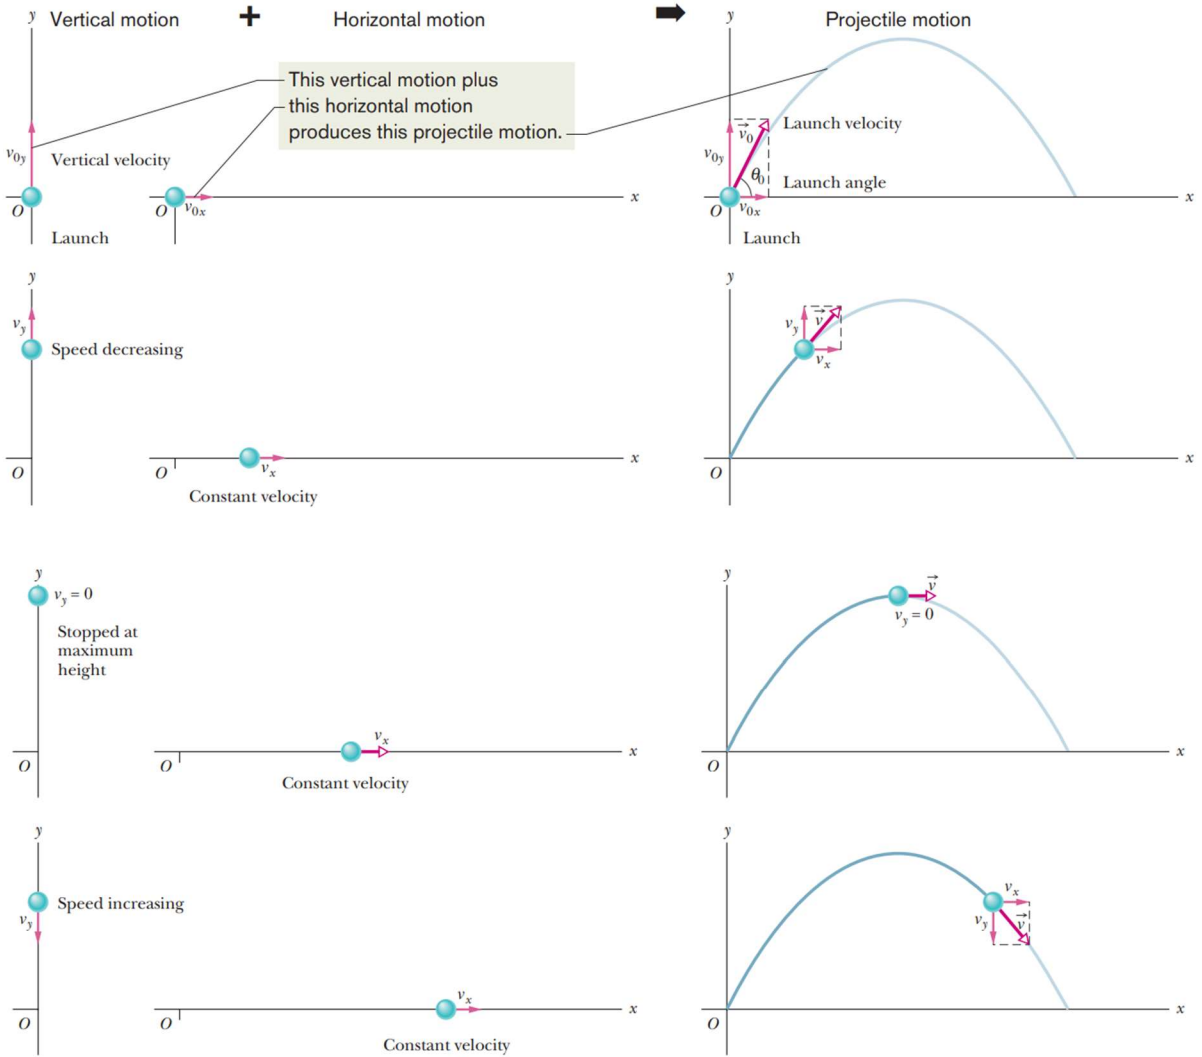 y Vertical motion + Horizontal motion y Projectile motion
This vertical motion plus
this horizontal motion
produces this projectile motion.
v⃗0 Launch velocity
v0y Vertical velocity v0y
θ0 Launch angle
O O v0x x O v0x x
Launch Launch
y y
vy vy v⃗
Speed decreasing vx
O O vx x O x
Constant velocity
y y
vy = 0 v⃗
vy = 0
Stopped at
maximum
height
vx
O O x O x
Constant velocity
y y
Speed increasing vx
vy vy v⃗
vx
O O x O x
Constant velocity